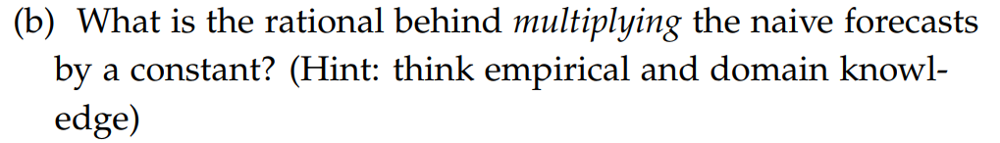 (b) What is the rational behind multiplying the naive forecasts
by a constant? (Hint: think empirical and domain knowl-
edge)